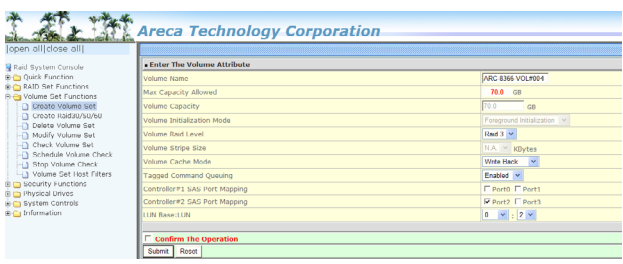 Areca Technology Corporation
|open all|close all|
Raid System Console
Quick Function
RAID Set Functions
Volume Set Functions
Create Volume Set
Create Raid30/50/60
Delete Volume Set
Modify Volume Set
Check Volume Set
Schedule Volume Check
Stop Volume Check
Volume Set Host Filters
Security Functions
Physical Drives
System Controls
Information
Enter The Volume Attribute
Volume Name ARC 8366 VOL#004
Max Capacity Allowed 70.0 GB
Volume Capacity 70.0 GB
Volume Initialization Mode Foreground Initialization
Volume Raid Level Raid 3
Volume Stripe Size N.A. KBytes
Volume Cache Mode Write Back
Tagged Command Queuing Enabled
Controller#1 SAS Port Mapping Port0 Port1
Controller#2 SAS Port Mapping Port2 Port3
LUN Base:LUN 0 : 2
Confirm The Operation
Submit Reset